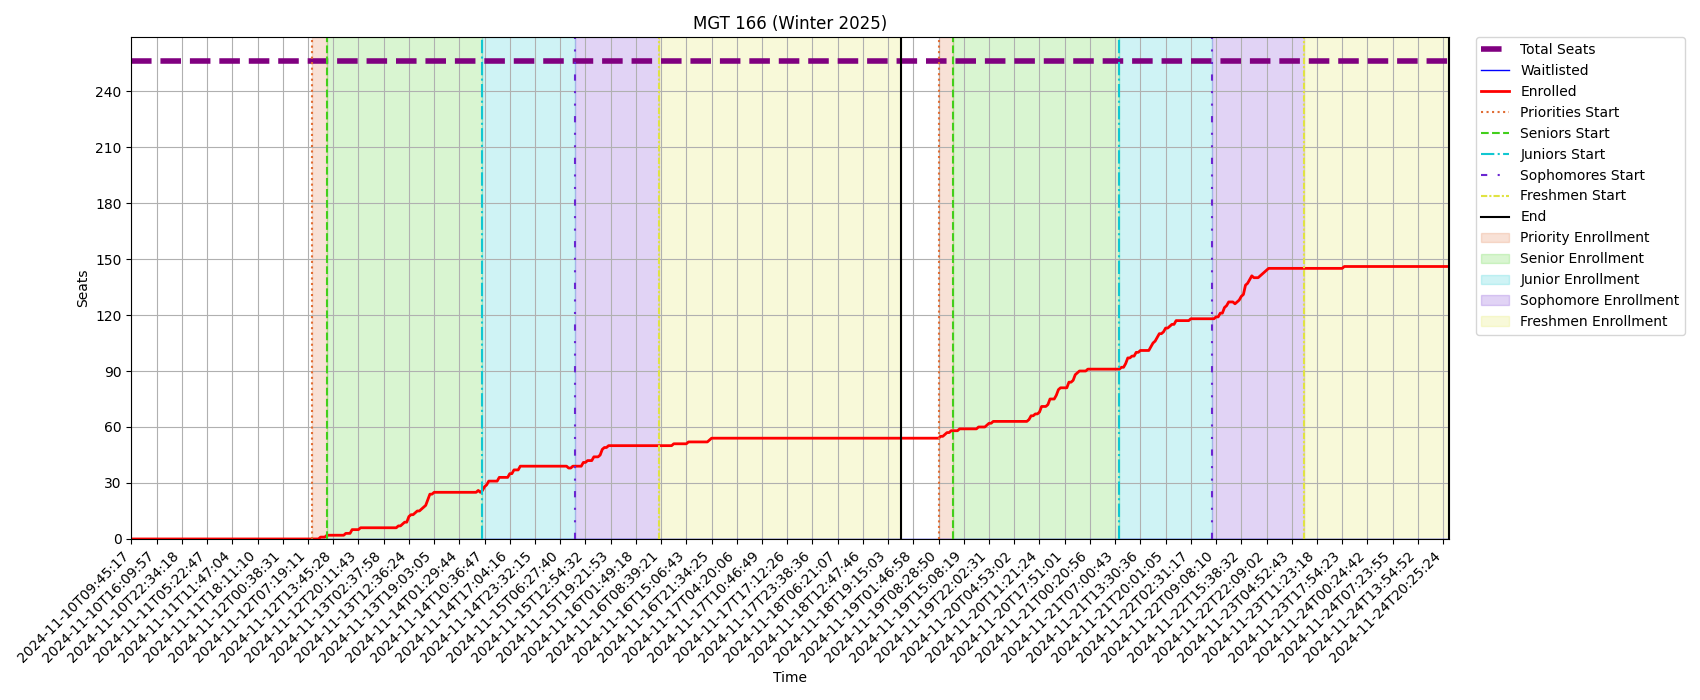 MGT 166 (Winter 2025)
Total Seats
Waitlisted
Enrolled
Priorities Start
Seniors Start
Juniors Start
Sophomores Start
Freshmen Start
End
Priority Enrollment
Senior Enrollment
Junior Enrollment
Sophomore Enrollment
Freshmen Enrollment
Seats
240
210
180
150
120
90
60
30
0
2024-11-10T09:45:17
2024-11-10T16:09:57
2024-11-10T22:34:18
2024-11-11T05:22:47
2024-11-11T11:47:04
2024-11-11T18:11:10
2024-11-12T00:38:31
2024-11-12T07:19:11
2024-11-12T13:45:28
2024-11-12T20:11:43
2024-11-13T02:37:58
2024-11-13T12:36:24
2024-11-13T19:03:05
2024-11-14T01:29:44
2024-11-14T10:36:47
2024-11-14T17:04:16
2024-11-14T23:32:15
2024-11-15T06:27:40
2024-11-15T12:54:32
2024-11-15T19:21:53
2024-11-16T01:49:18
2024-11-16T08:39:21
2024-11-16T15:06:43
2024-11-16T21:34:25
2024-11-17T04:20:06
2024-11-17T10:46:49
2024-11-17T17:12:26
2024-11-17T23:38:36
2024-11-18T06:21:07
2024-11-18T12:47:46
2024-11-18T19:15:03
2024-11-19T01:46:58
2024-11-19T08:28:50
2024-11-19T15:08:19
2024-11-19T22:02:31
2024-11-20T04:53:02
2024-11-20T11:21:24
2024-11-20T17:51:01
2024-11-21T00:20:56
2024-11-21T07:00:43
2024-11-21T13:30:36
2024-11-21T20:01:05
2024-11-22T02:31:17
2024-11-22T09:08:10
2024-11-22T15:38:32
2024-11-22T22:09:02
2024-11-23T04:52:43
2024-11-23T11:23:18
2024-11-23T17:54:23
2024-11-24T00:24:42
2024-11-24T07:23:55
2024-11-24T13:54:52
2024-11-24T20:25:24
Time